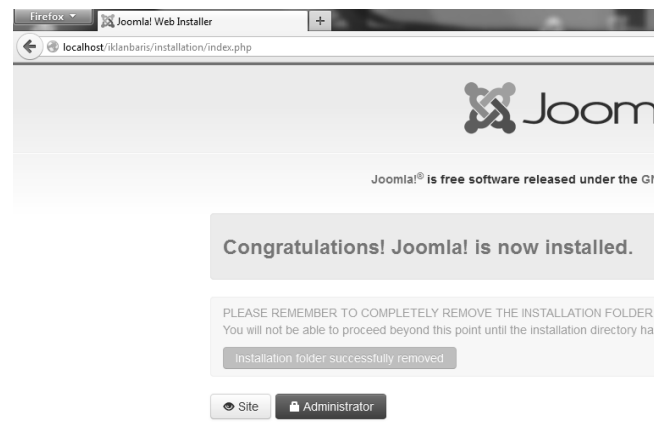 Firefox
Joomla! Web Installer
+
localhost/iklanbaris/installation/index.php
Joom
Joomla!® is free software released under the
Congratulations! Joomla! is now installed.
PLEASE REMEMBER TO COMPLETELY REMOVE THE INSTALLATION FOLDER.
You will not be able to proceed beyond this point until the installation directory ha
Installation folder successfully removed
Site
Administrator